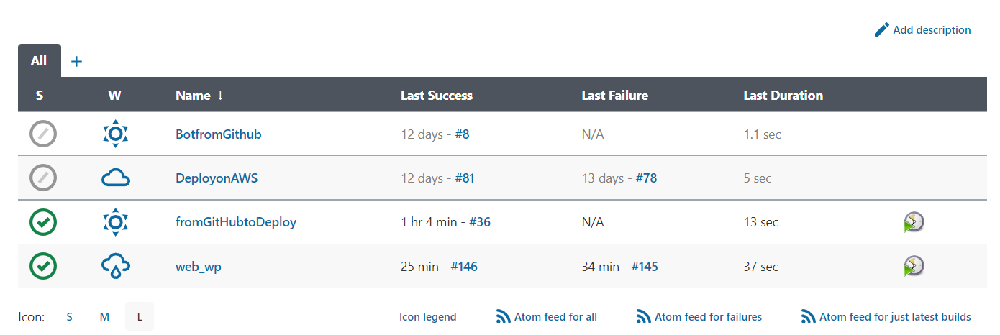 Add description
All +
S W Name ↓ Last Success Last Failure Last Duration
BotfromGithub 12 days - #8 N/A 1.1 sec
DeployonAWS 12 days - #81 13 days - #78 5 sec
fromGitHubtoDeploy 1 hr 4 min - #36 N/A 13 sec
web_wp 25 min - #146 34 min - #145 37 sec
Icon: S M L Icon legend Atom feed for all Atom feed for failures Atom feed for just latest builds